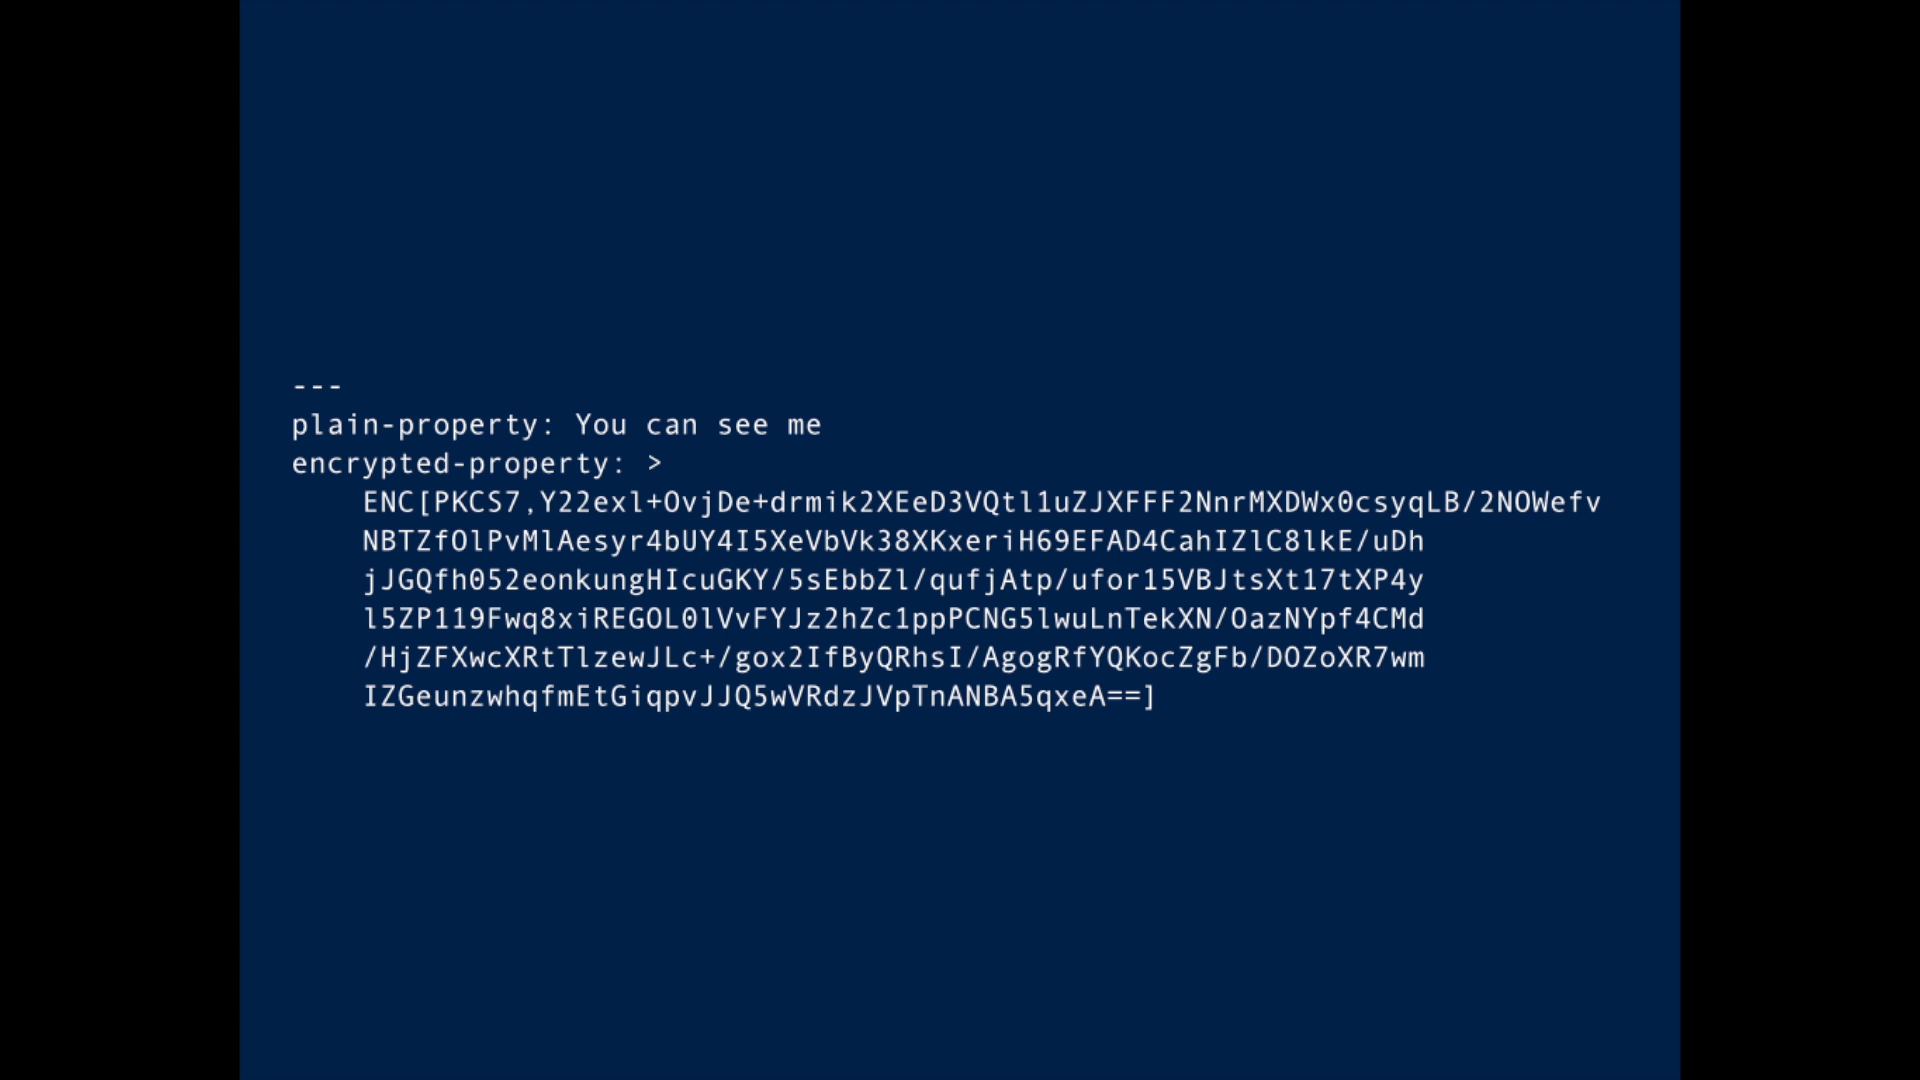 ---
plain-property: You can see me
encrypted-property: >
ENC[PKCS7,Y22exl+OvjDe+drmik2XEeD3VQtl1uZJXFFF2NnrMXDWx0csyqLB/2NOWefv
NBTZfOlPvMlAesyr4bUY4I5XeVbVk38XKxeriH69EFAD4CahIZlC8lkE/uDh
jJGQfh052eonkungHIcuGKY/5sEbbZl/qufjAtp/ufor15VBJtsXt17tXP4y
l5ZP119Fwq8xiREGOL0lVvFYJz2hZc1ppPCNG5lwuLnTekXN/OazNYpf4CMd
/HjZFXwcXRtTlzewJLc+/gox2IfByQRhsI/AgogRfYQKocZgFb/DOZoXR7wm
IZGeunzwhqfmEtGiqpvJJQ5wVRdzJVpTnANBA5qxeA==]